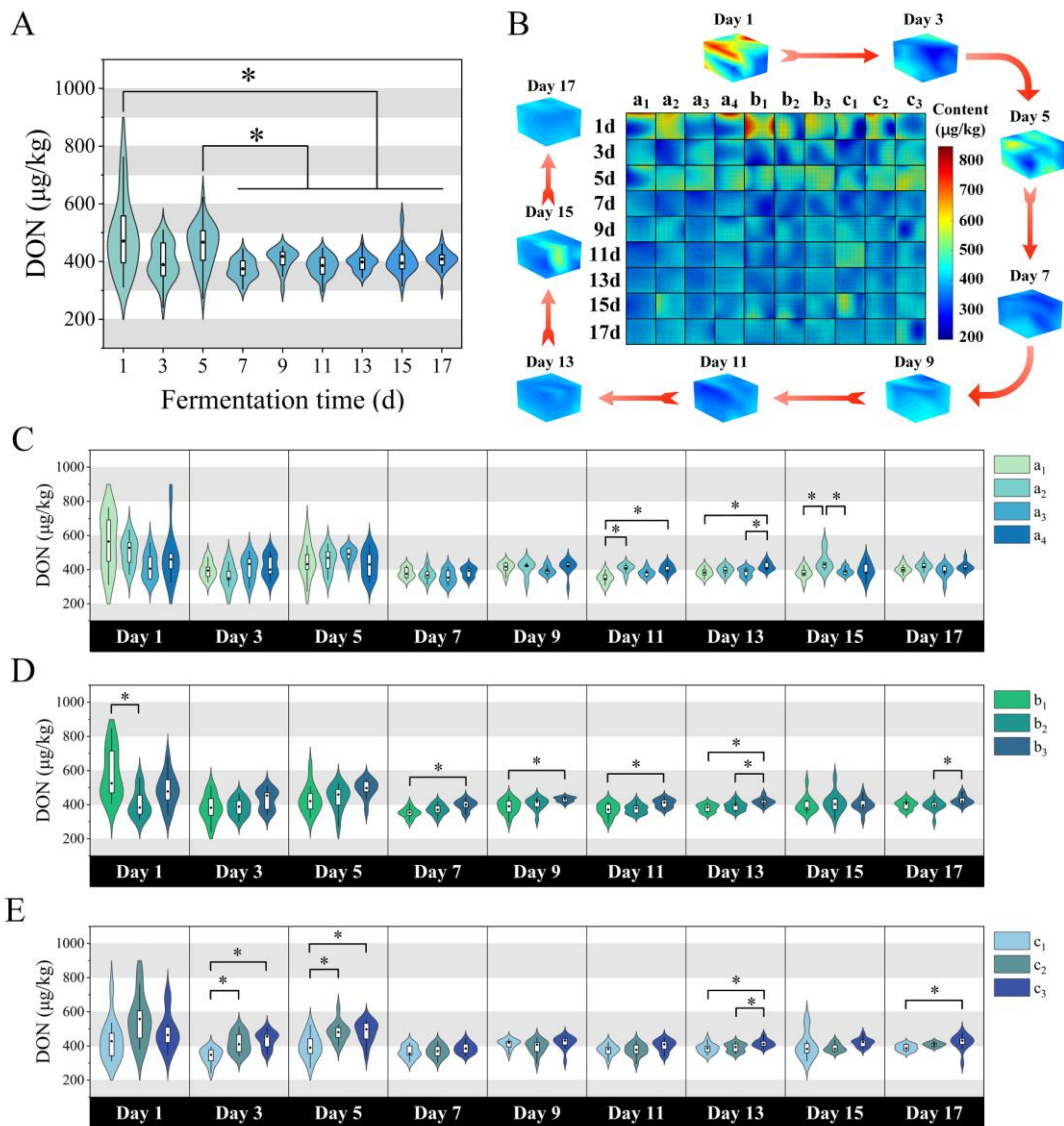 A
DON (μg/kg)
1000
800
600
400
200
*
*
1 3 5 7 9 11 13 15 17
Fermentation time (d)
B
Day 1
Day 3
Day 5
Day 7
Day 9
Day 11
Day 13
Day 15
Day 17
a₁ a₂ a₃ a₄ b₁ b₂ b₃ c₁ c₂ c₃
1d
3d
5d
7d
9d
11d
13d
15d
17d
Content
(μg/kg)
800
700
600
500
400
300
200
C
DON (μg/kg)
1000
800
600
400
200
* * * * * *
Day 1 Day 3 Day 5 Day 7 Day 9 Day 11 Day 13 Day 15 Day 17
a₁
a₂
a₃
a₄
D
DON (μg/kg)
1000
800
600
400
200
* * * * * * *
Day 1 Day 3 Day 5 Day 7 Day 9 Day 11 Day 13 Day 15 Day 17
b₁
b₂
b₃
E
DON (μg/kg)
1000
800
600
400
200
* * * * * * *
Day 1 Day 3 Day 5 Day 7 Day 9 Day 11 Day 13 Day 15 Day 17
c₁
c₂
c₃